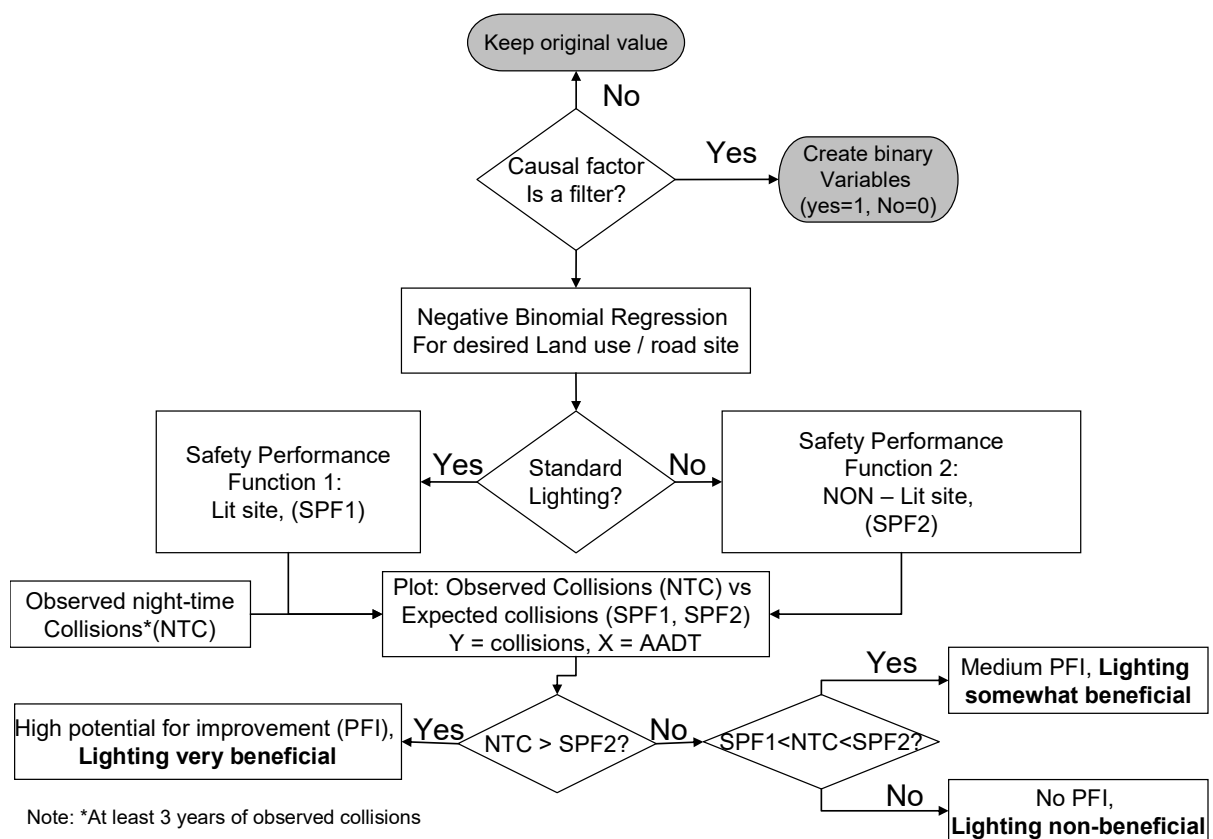 Keep original value
No
Causal factor
Is a filter?
Yes
Create binary
Variables
(yes=1, No=0)
Negative Binomial Regression
For desired Land use / road site
Safety Performance
Function 1:
Lit site, (SPF1)
Yes
Standard
Lighting?
No
Safety Performance
Function 2:
NON – Lit site,
(SPF2)
Observed night-time
Collisions*(NTC)
Plot: Observed Collisions (NTC) vs
Expected collisions (SPF1, SPF2)
Y = collisions, X = AADT
High potential for improvement (PFI),
Lighting very beneficial
Yes
NTC > SPF2?
No
SPF1<NTC<SPF2?
Yes
Medium PFI, Lighting
somewhat beneficial
No
No PFI,
Lighting non-beneficial
Note: *At least 3 years of observed collisions